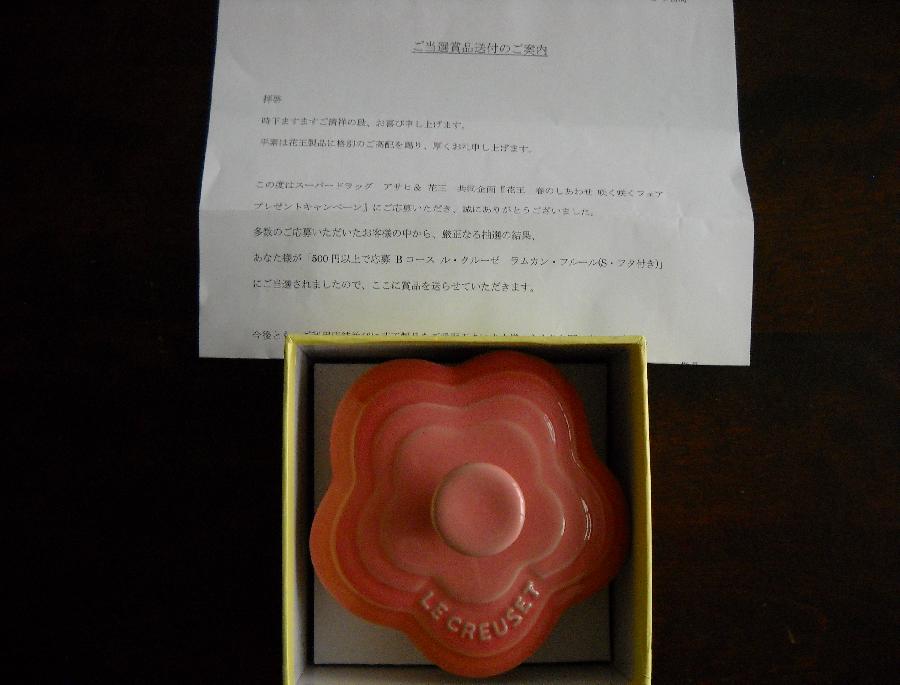 ご当選賞品送付のご案内
拝啓
時下ますますご清祥の段、お喜び申し上げます。
平素は花王製品に格別のご高配を賜り、厚くお礼申し上げます。
この度はスーパードラッグ アサヒ& 花王 共同企画『花王 春のしあわせ 咲く咲くフェア
プレゼントキャンペーン』にご応募いただき、誠にありがとうございました。
多数のご応募いただいたお客様の中から、厳正なる抽選の結果、
あなた様が「500円以上で応募 Bコース ル・クルーゼ ラムカン・フルール(S・フタ付き)」
にご当選されましたので、ここに賞品を送らせていただきます。
今後とも
LE CREUSET